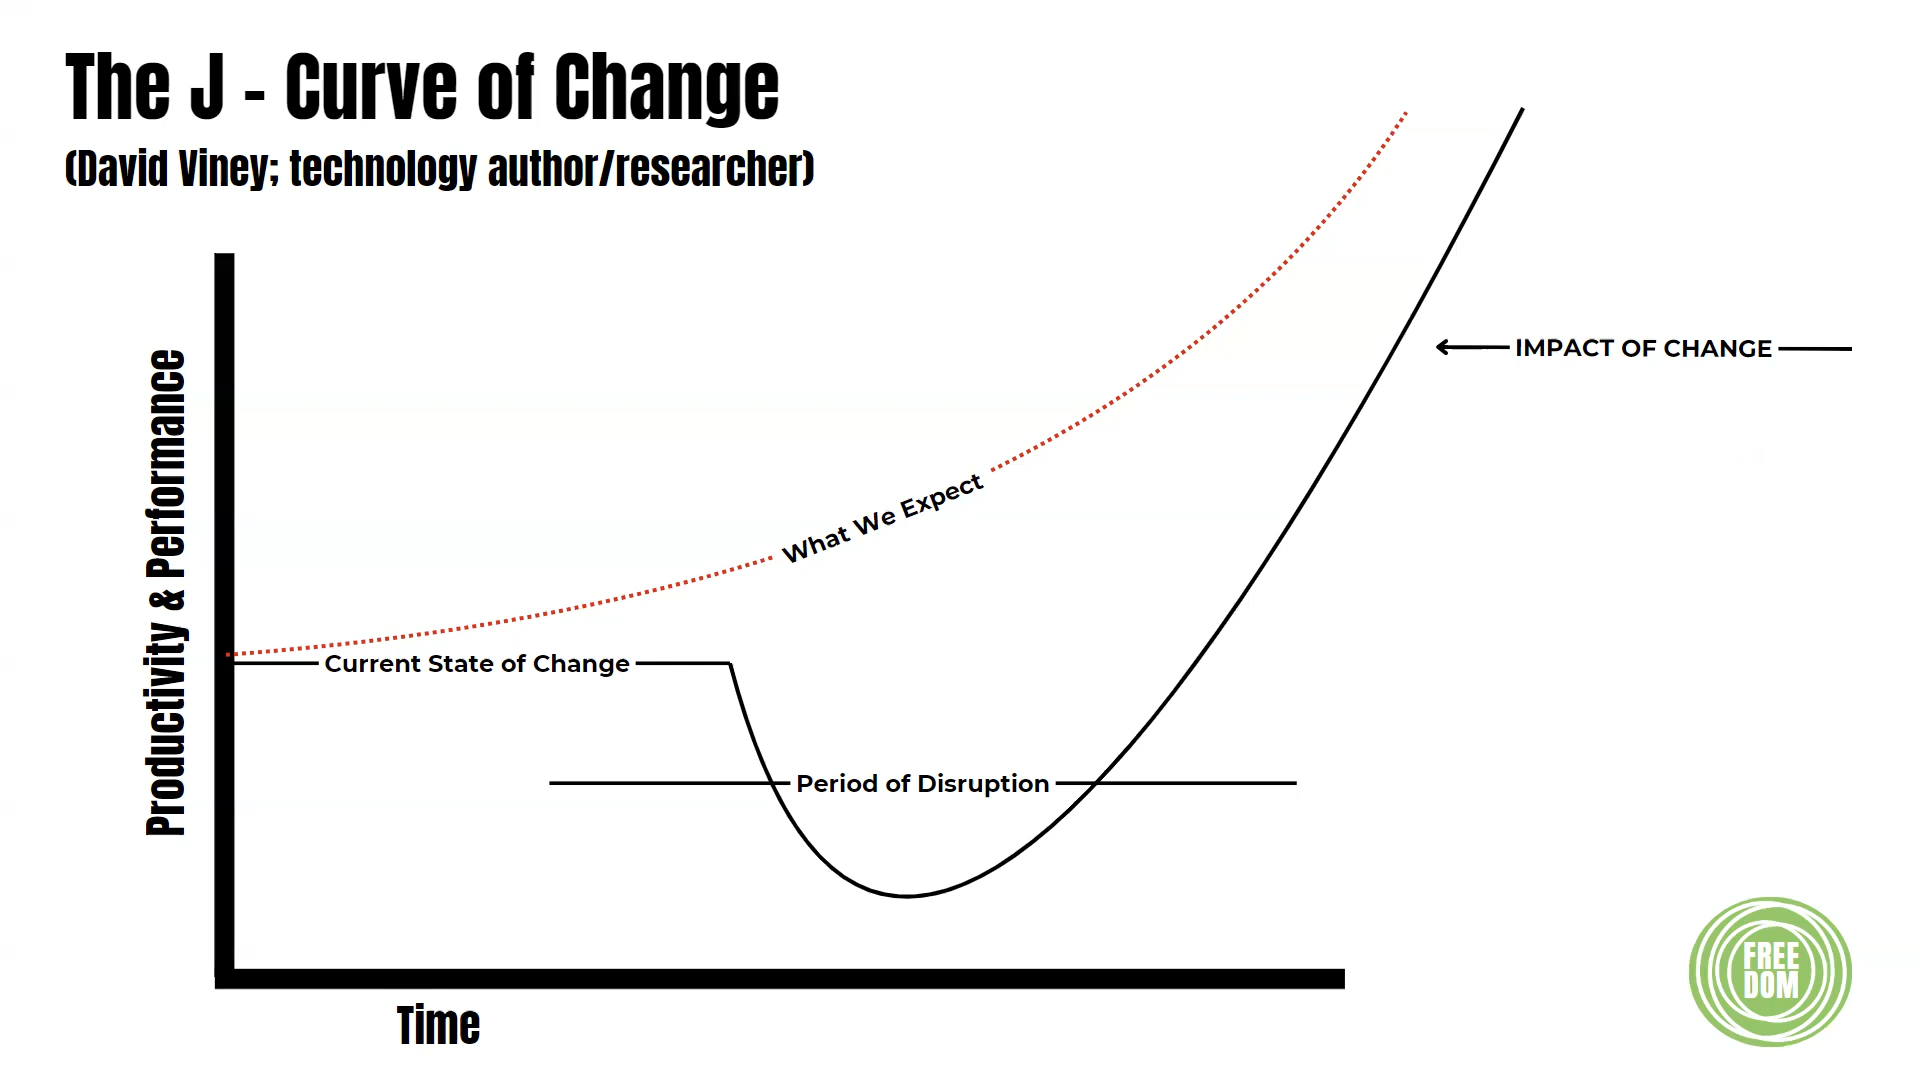 The J - Curve of Change
(David Viney; technology author/researcher)
Productivity & Performance
IMPACT OF CHANGE
What We Expect
Current State of Change
Period of Disruption
Time
FREE
DOM